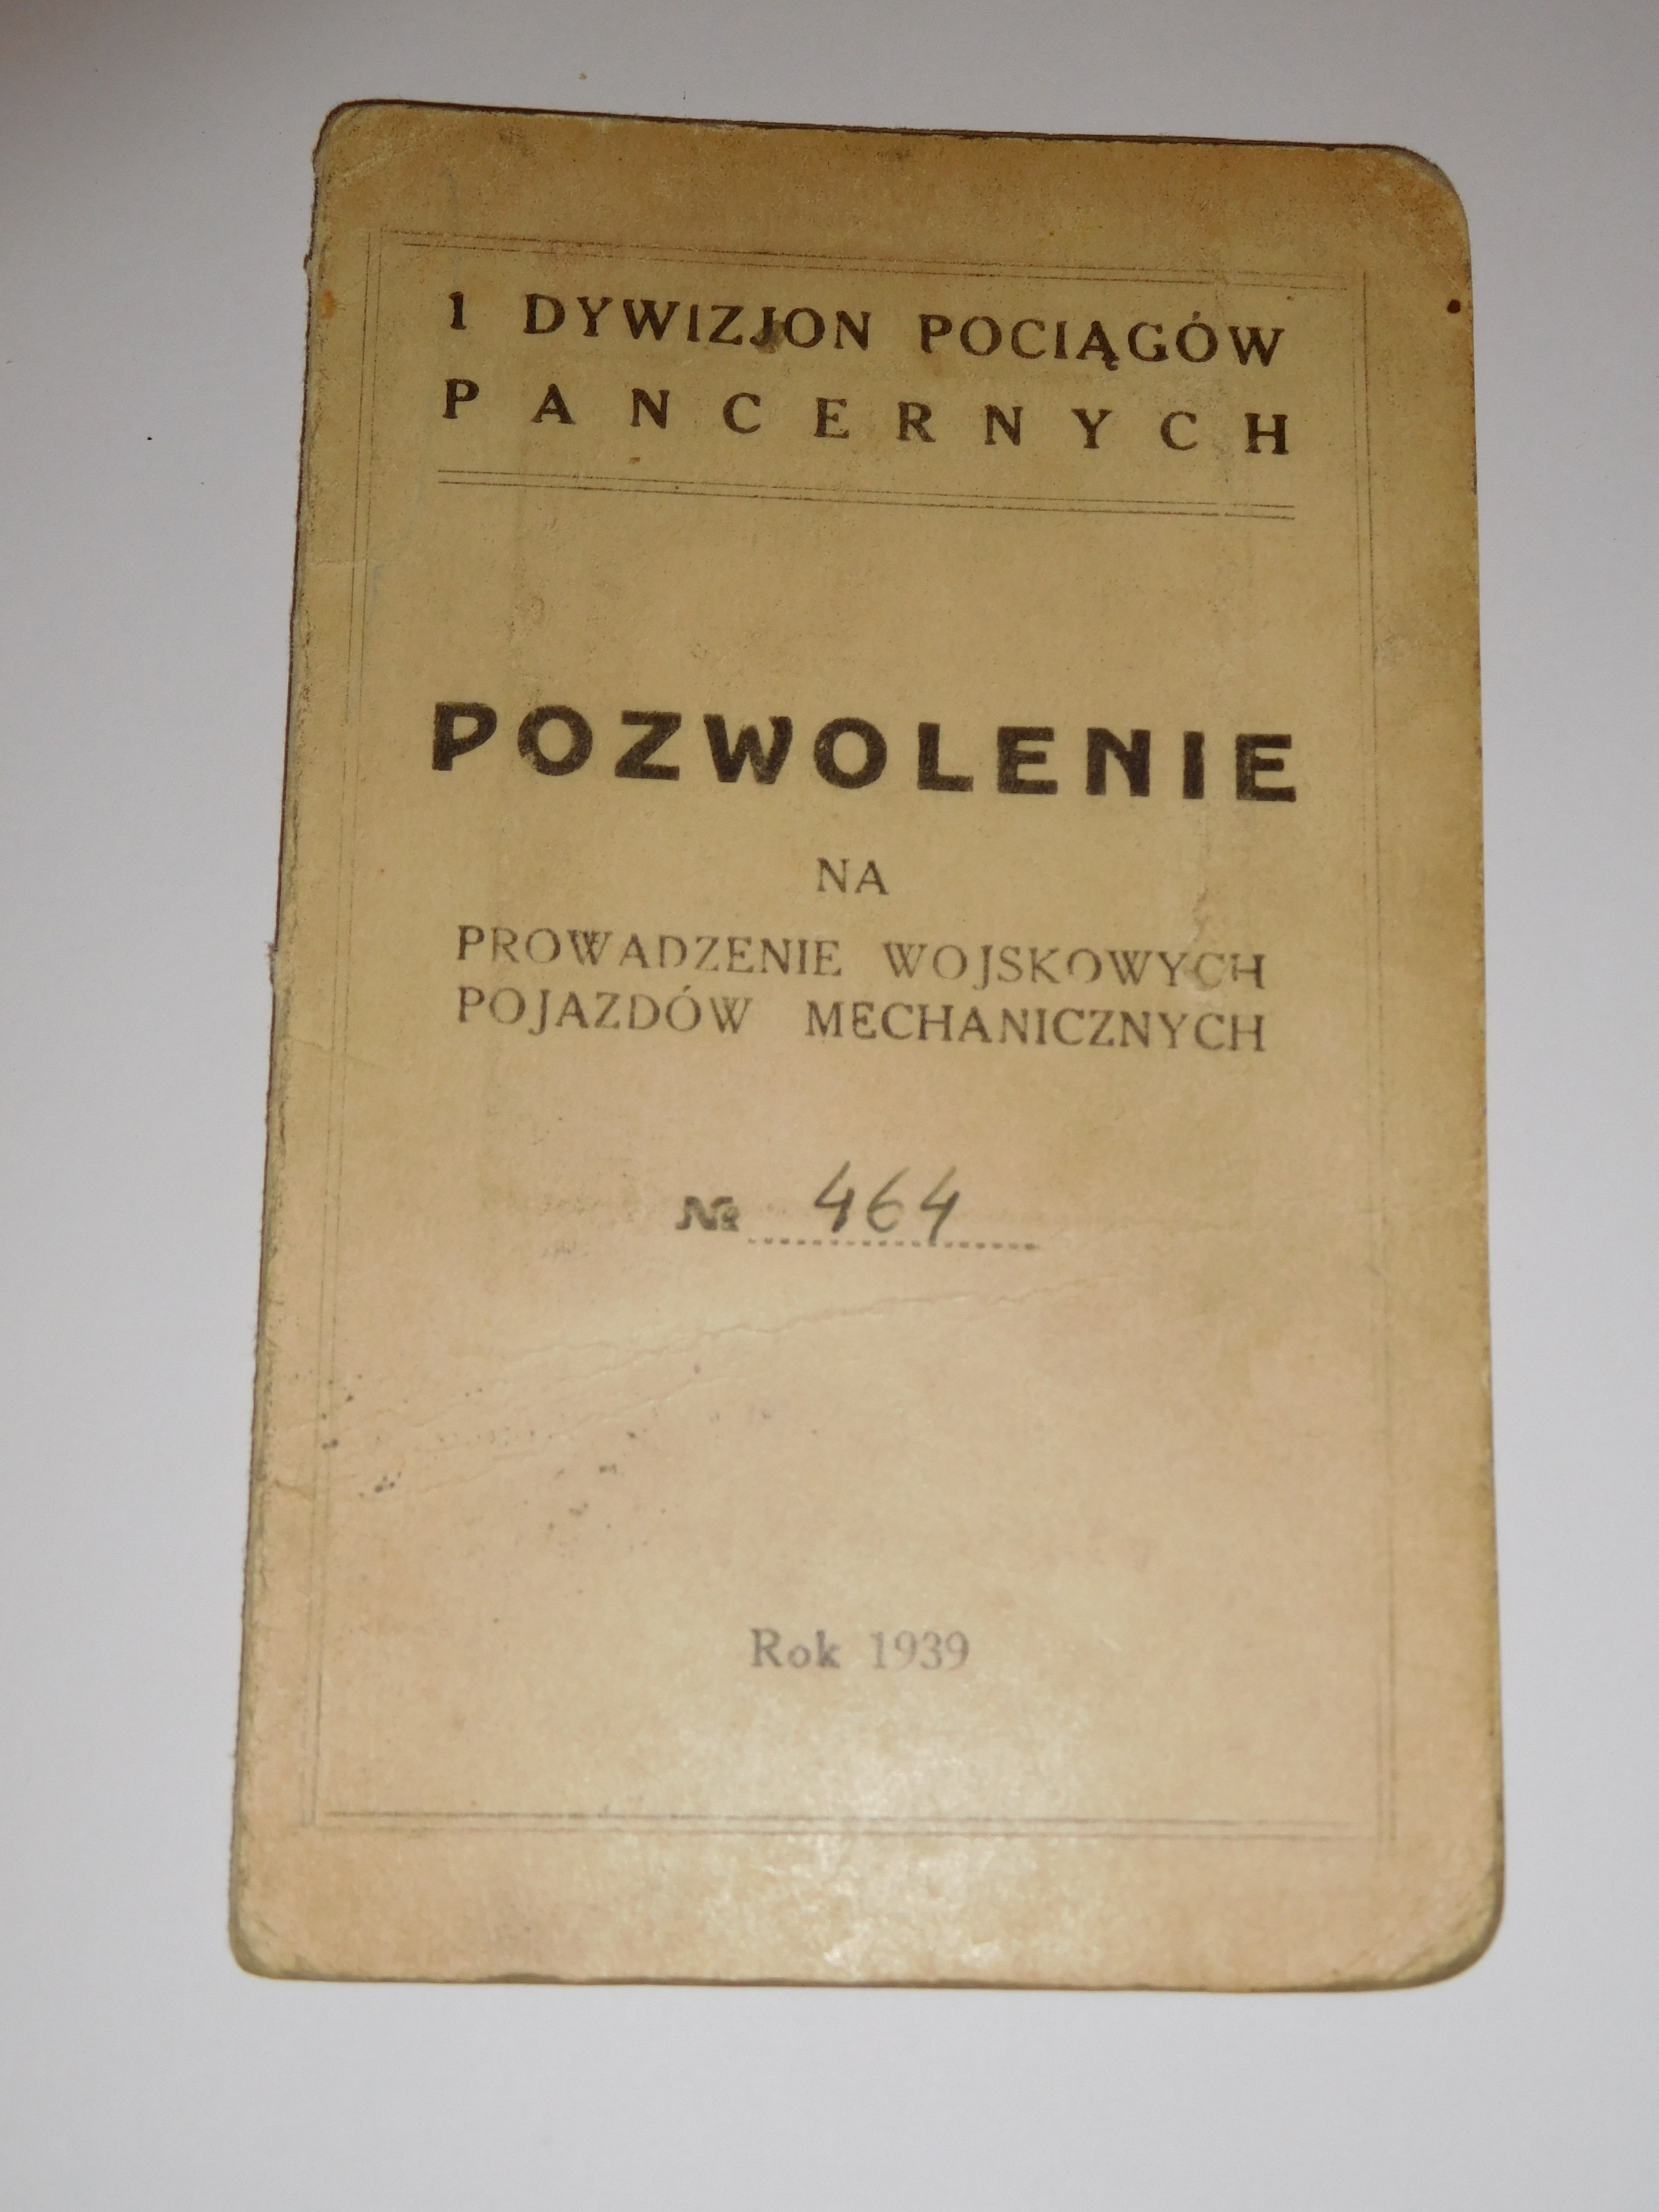 1 DYWIZJON POCIĄGÓW
PANCERNYCH
POZWOLENIE
NA
PROWADZENIE WOJSKOWYCH
POJAZDÓW MECHANICZNYCH
№ 464
Rok 1939